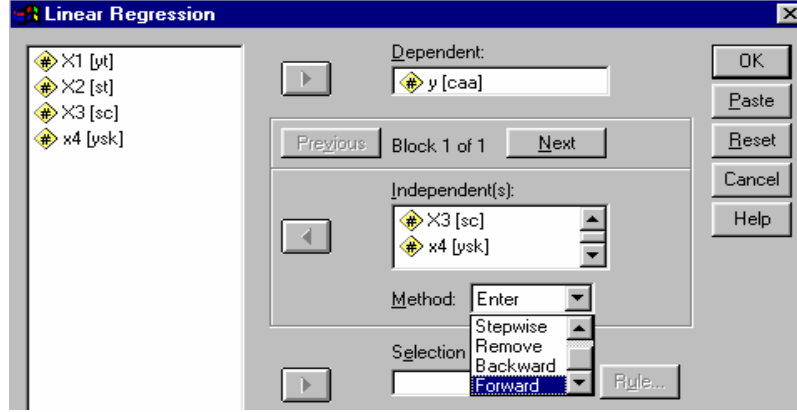 Linear Regression
X1 [yt]
X2 [st]
X3 [sc]
x4 [ysk]
Dependent:
y [caa]
Previous
Block 1 of 1
Next
Independent(s):
X3 [sc]
x4 [ysk]
Method:
Enter
Stepwise
Remove
Backward
Forward
Selection
Rule...
OK
Paste
Reset
Cancel
Help